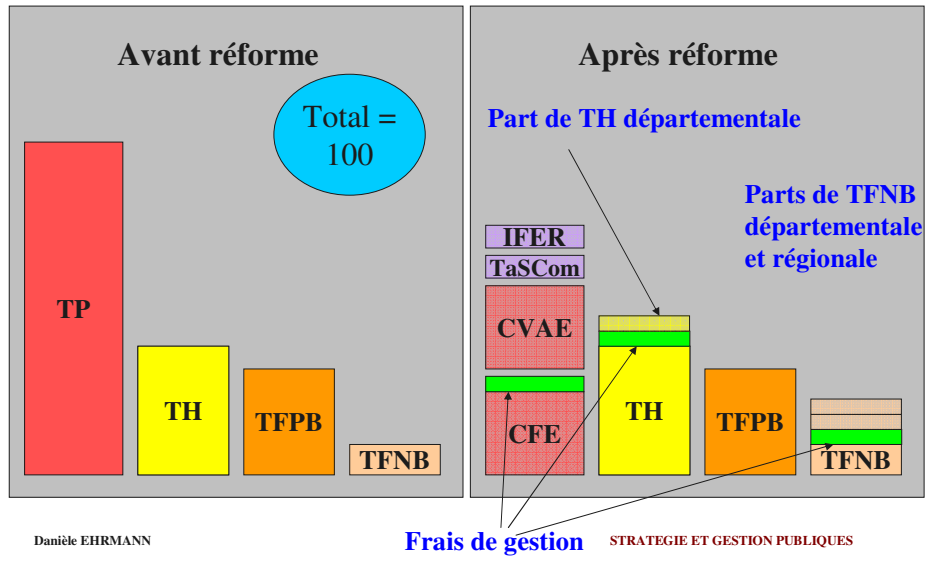 Avant réforme
Total =
100
TP
TH
TFPB
TFNB
Après réforme
Part de TH départementale
Parts de TFNB
départementale
et régionale
IFER
TaSCom
CVAE
CFE
TH
TFPB
TFNB
Danièle EHRMANN
Frais de gestion
STRATEGIE ET GESTION PUBLIQUES